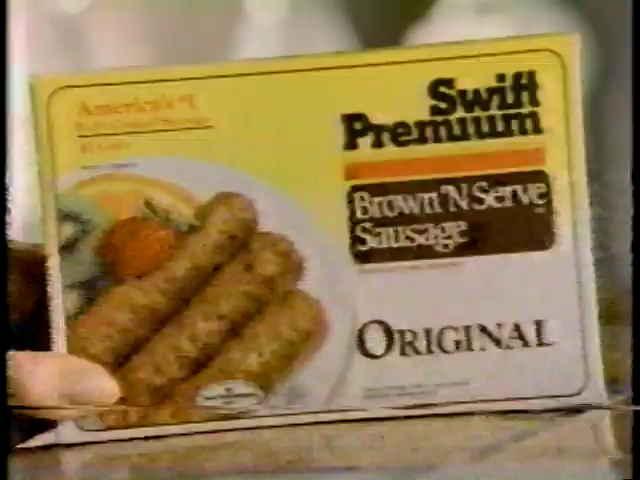 America's #1
Swift
Premium
Brown 'N Serve
Sausage
ORIGINAL